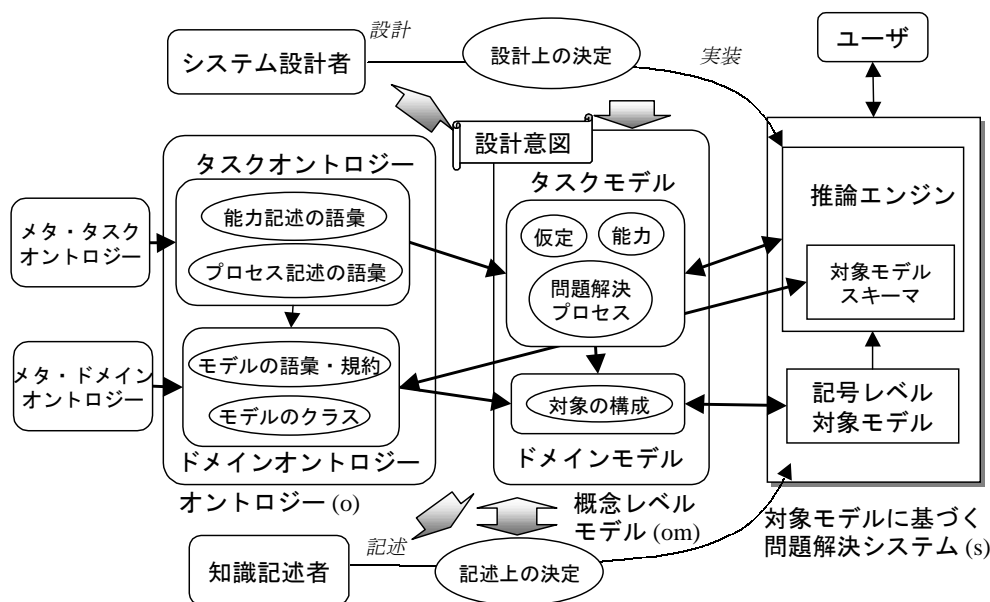 設計
システム設計者
設計上の決定
実装
ユーザ
設計意図
タスクオントロジー
能力記述の語彙
プロセス記述の語彙
メタ・タスク
オントロジー
タスクモデル
仮定
能力
問題解決
プロセス
推論エンジン
対象モデル
スキーマ
メタ・ドメイン
オントロジー
モデルの語彙・規約
モデルのクラス
ドメインオントロジー
オントロジー (o)
対象の構成
ドメインモデル
概念レベル
モデル (om)
記号レベル
対象モデル
対象モデルに基づく
問題解決システム (s)
記述
知識記述者
記述上の決定